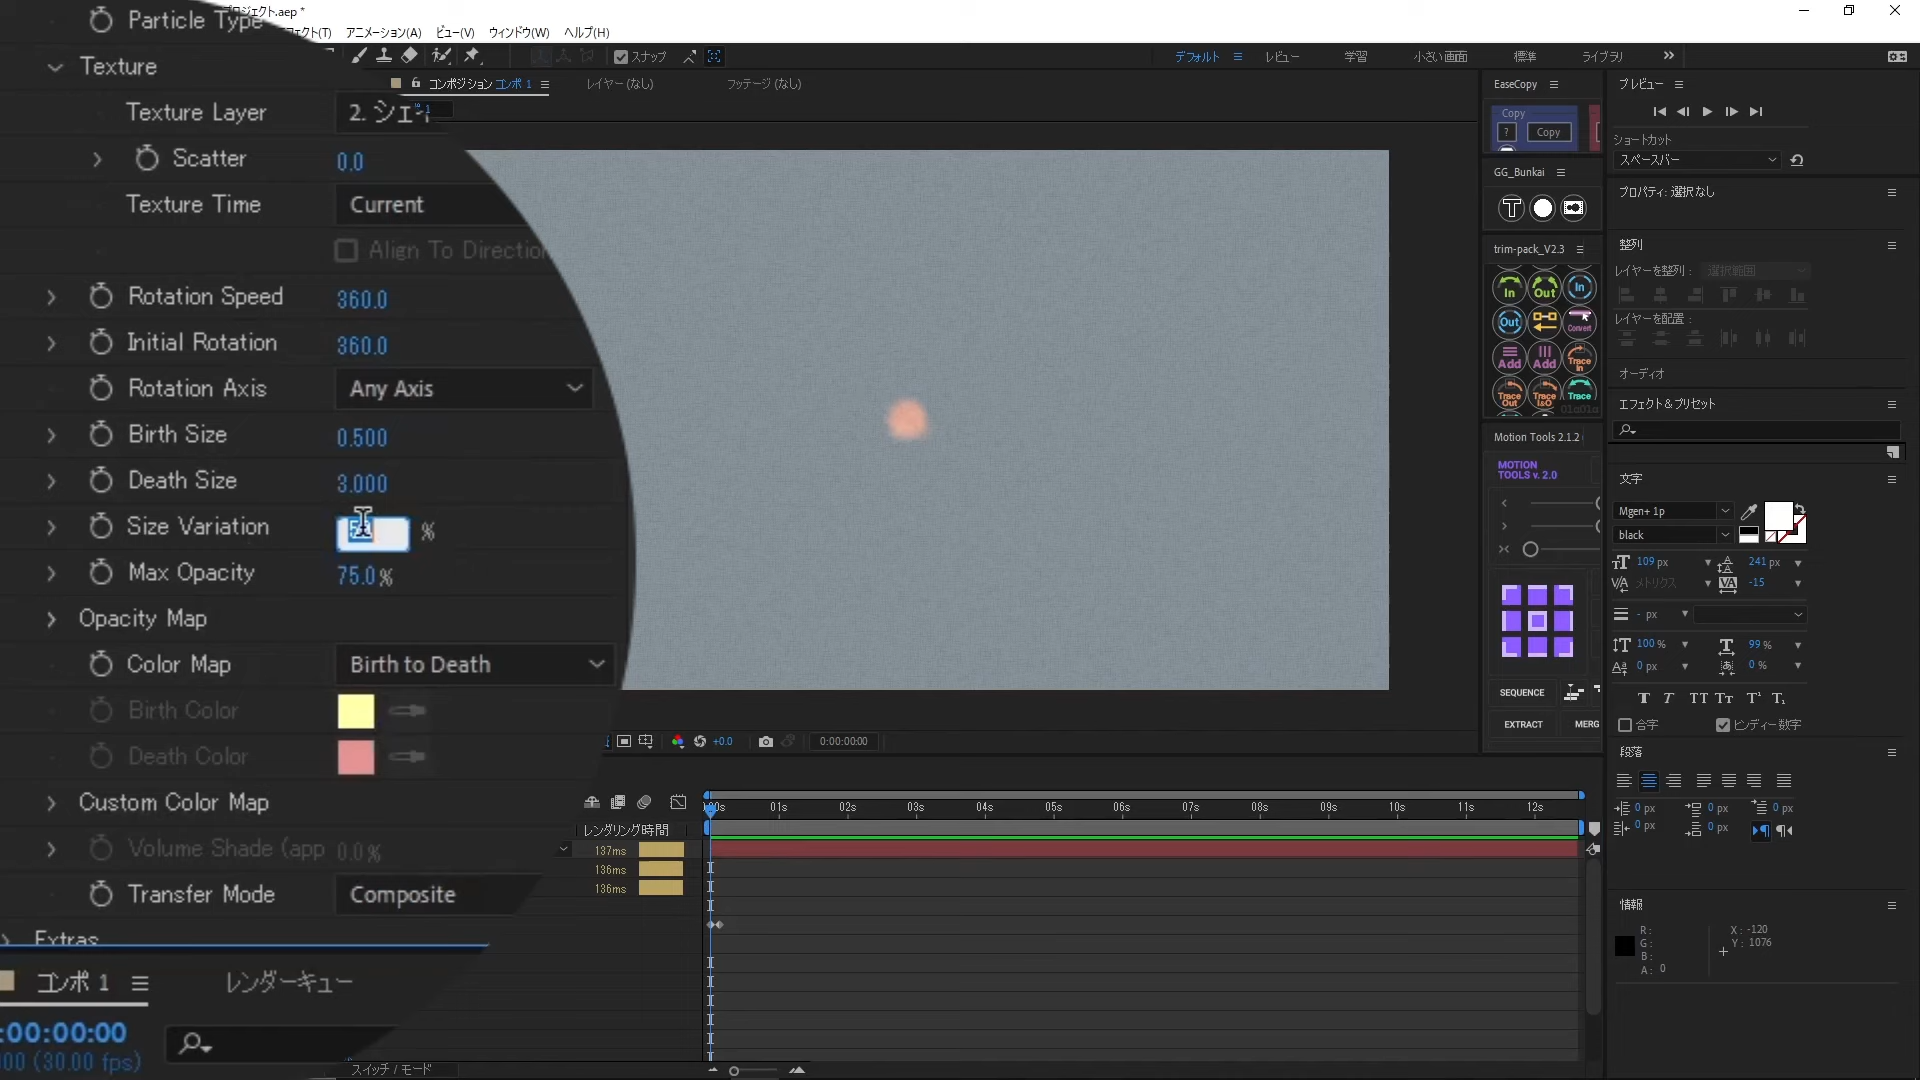 プロジェクト.aep *
アニメーション(A) ビュー(V) ウィンドウ(W) ヘルプ(H)
スナップ
デフォルト レビュー 学習 小さい画面 標準 ライブラリ
コンポジション コンポ 1
レイヤー (なし)
フッテージ (なし)
Particle Type
Texture
Texture Layer
Scatter 0.0
Texture Time Current
Align To Direction
Rotation Speed 360.0
Initial Rotation 360.0
Rotation Axis Any Axis
Birth Size 0.500
Death Size 3.000
Size Variation %
Max Opacity 75.0%
Opacity Map
Color Map Birth to Death
Birth Color
Death Color
Custom Color Map
Volume Shade (app 0.0%
Transfer Mode Composite
Extras
コンポ 1
レンダーキュー
:00:00:00
(30.00 fps)
スイッチ / モード
+0.0
0:00:00:00
01s 02s 03s 04s 05s 06s 07s 08s 09s 10s 11s 12s
レンダリング時間
137ms
136ms
136ms
EaseCopy
Copy
? Copy
GG_Bunkai
T
trim-pack_V2.3
In Out In
Out Convert
Add Add Trace In
Trace Out Trace I&O Trace
Motion Tools 2.1.2
MOTION TOOLS v. 2.0
SEQUENCE
EXTRACT MERG
プレビュー
ショートカット
スペースバー
プロパティ: 選択なし
整列
レイヤーを整列 : 選択範囲
レイヤーを配置 :
オーディオ
エフェクト&プリセット
文字
Mgen+ 1p
black
109 px 241 px
メトリクス -15
- px
100 % 99 %
0 px 0 %
合字 ヒンディー数字
段落
0 px 0 px 0 px
0 px 0 px
情報
R :
G :
B :
A : 0
X : -120
Y : 1076